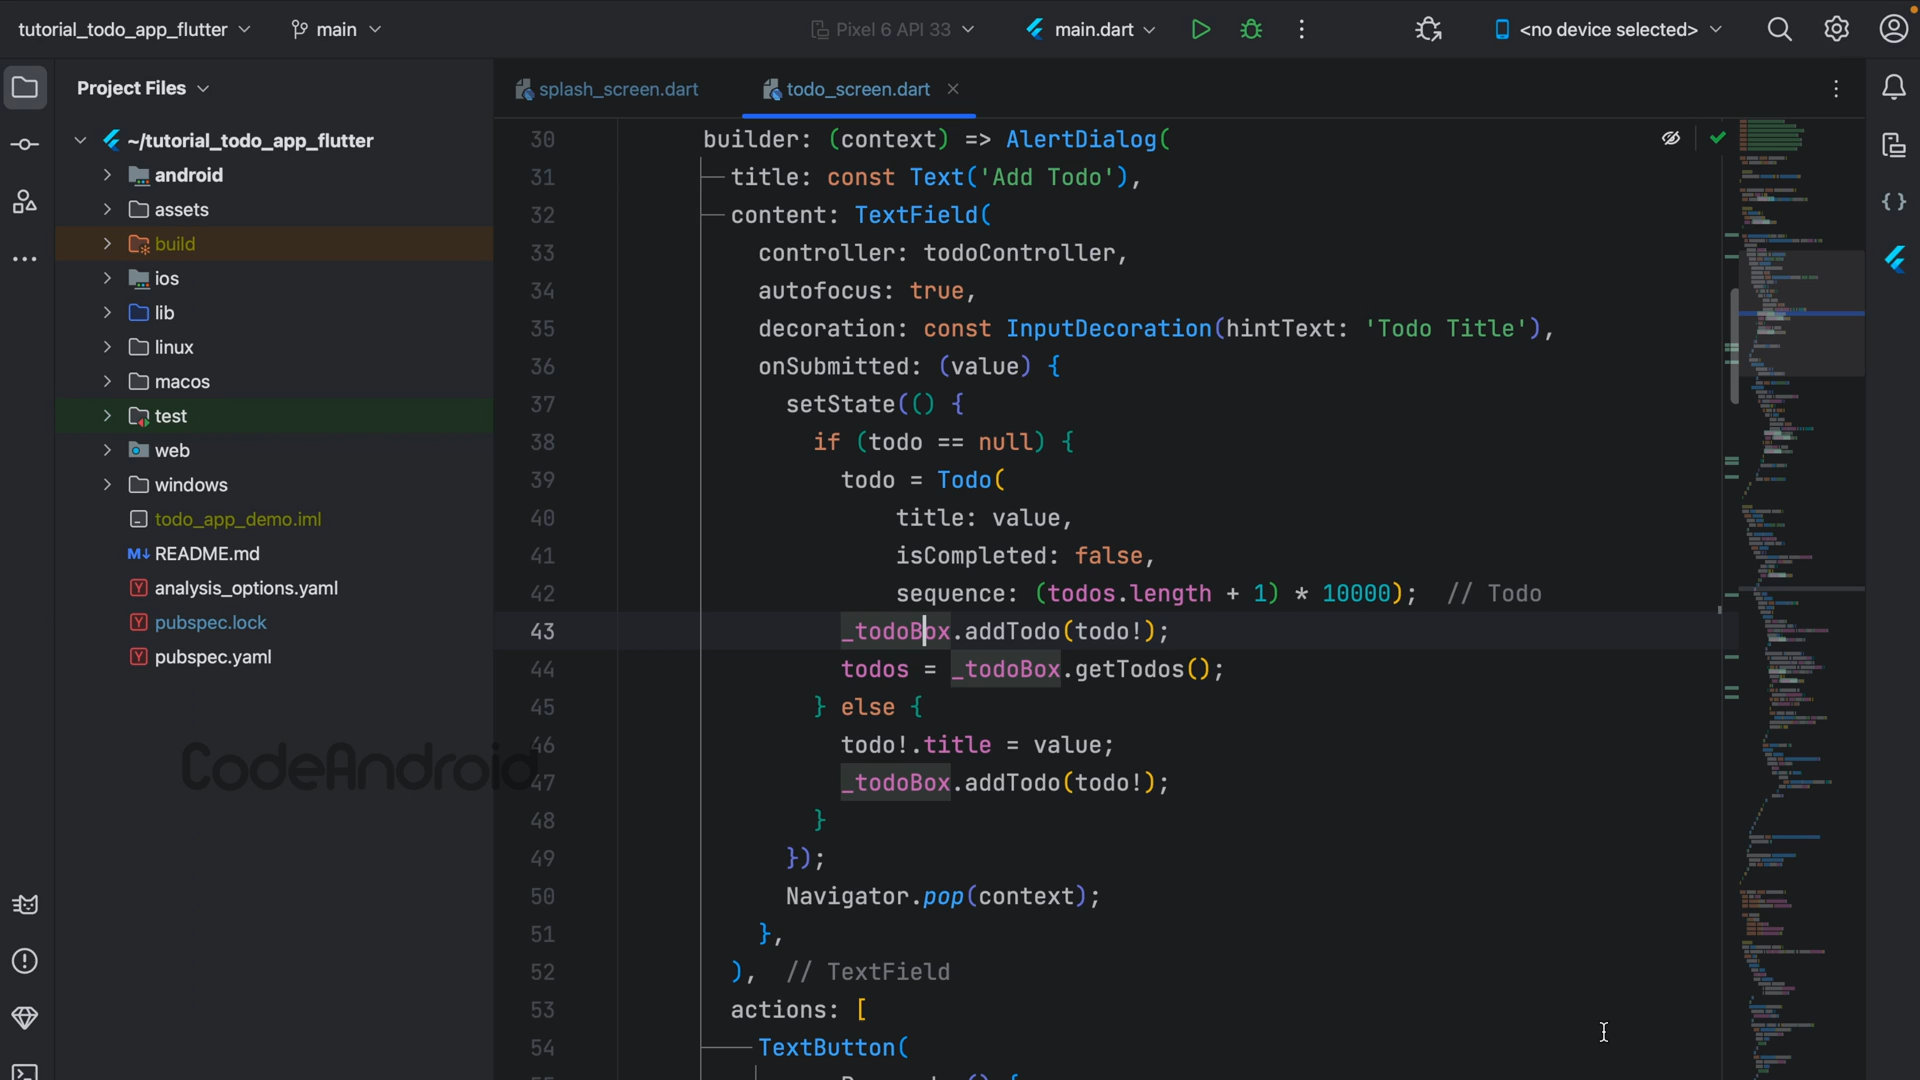 tutorial_todo_app_flutter
main
Pixel 6 API 33
main.dart
<no device selected>
Project Files
splash_screen.dart
todo_screen.dart
~/tutorial_todo_app_flutter
android
assets
build
ios
lib
linux
macos
test
web
windows
todo_app_demo.iml
M↓ README.md
Y analysis_options.yaml
Y pubspec.lock
Y pubspec.yaml
CodeAndroid
30 builder: (context) => AlertDialog(
31 title: const Text('Add Todo'),
32 content: TextField(
33 controller: todoController,
34 autofocus: true,
35 decoration: const InputDecoration(hintText: 'Todo Title'),
36 onSubmitted: (value) {
37 setState(() {
38 if (todo == null) {
39 todo = Todo(
40 title: value,
41 isCompleted: false,
42 sequence: (todos.length + 1) * 10000); // Todo
43 _todoBox.addTodo(todo!);
44 todos = _todoBox.getTodos();
45 } else {
46 todo!.title = value;
47 _todoBox.addTodo(todo!);
48 }
49 });
50 Navigator.pop(context);
51 },
52 ), // TextField
53 actions: [
54 TextButton(